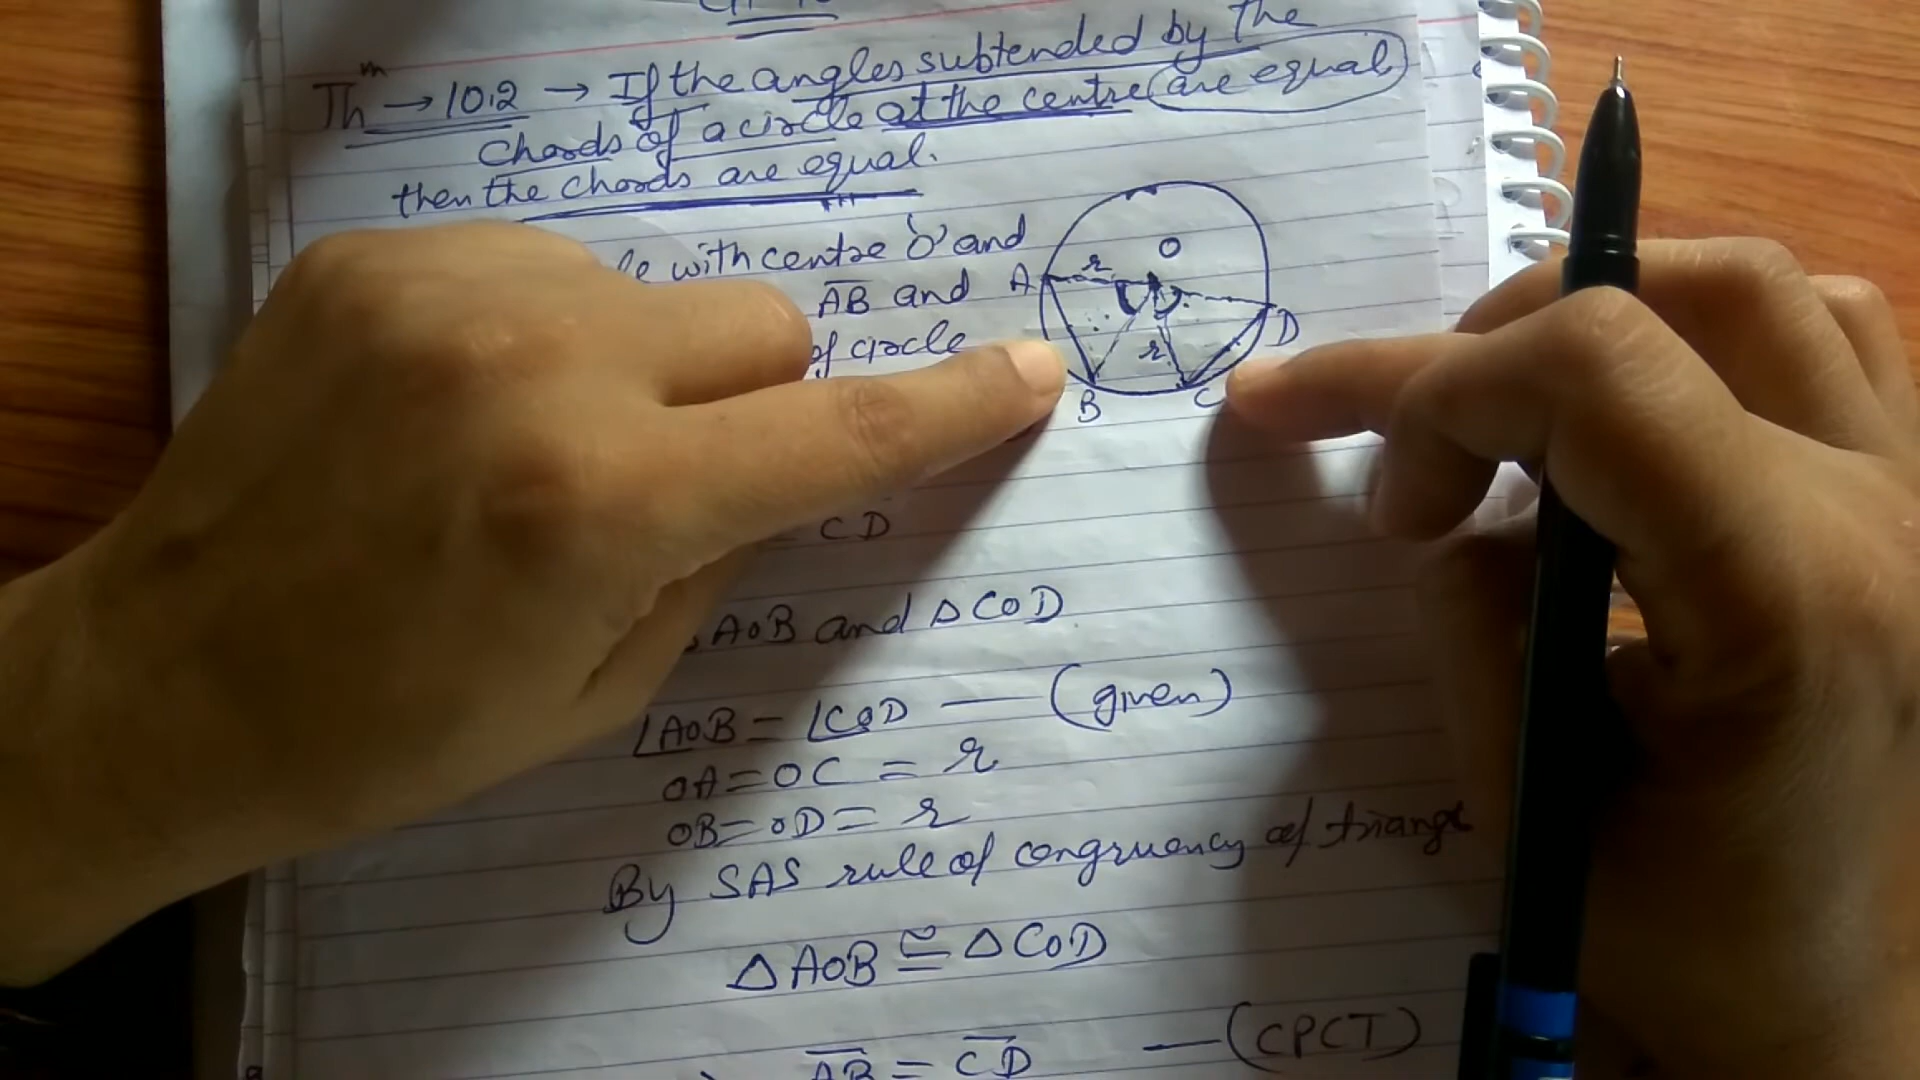 Thm → 10.2 → If the angles subtended by the
Chords of a circle at the centre are equal
then the chords are equal.
with centre 'O' and
AB and
of circle
O
r
A
D
r
B
C
CD
AOB and △COD
∠AOB = ∠COD — (given)
OA = OC = r
OB = OD = r
By SAS rule of congruency of triangle
△AOB ≅ △COD
AB = CD — (CPCT)